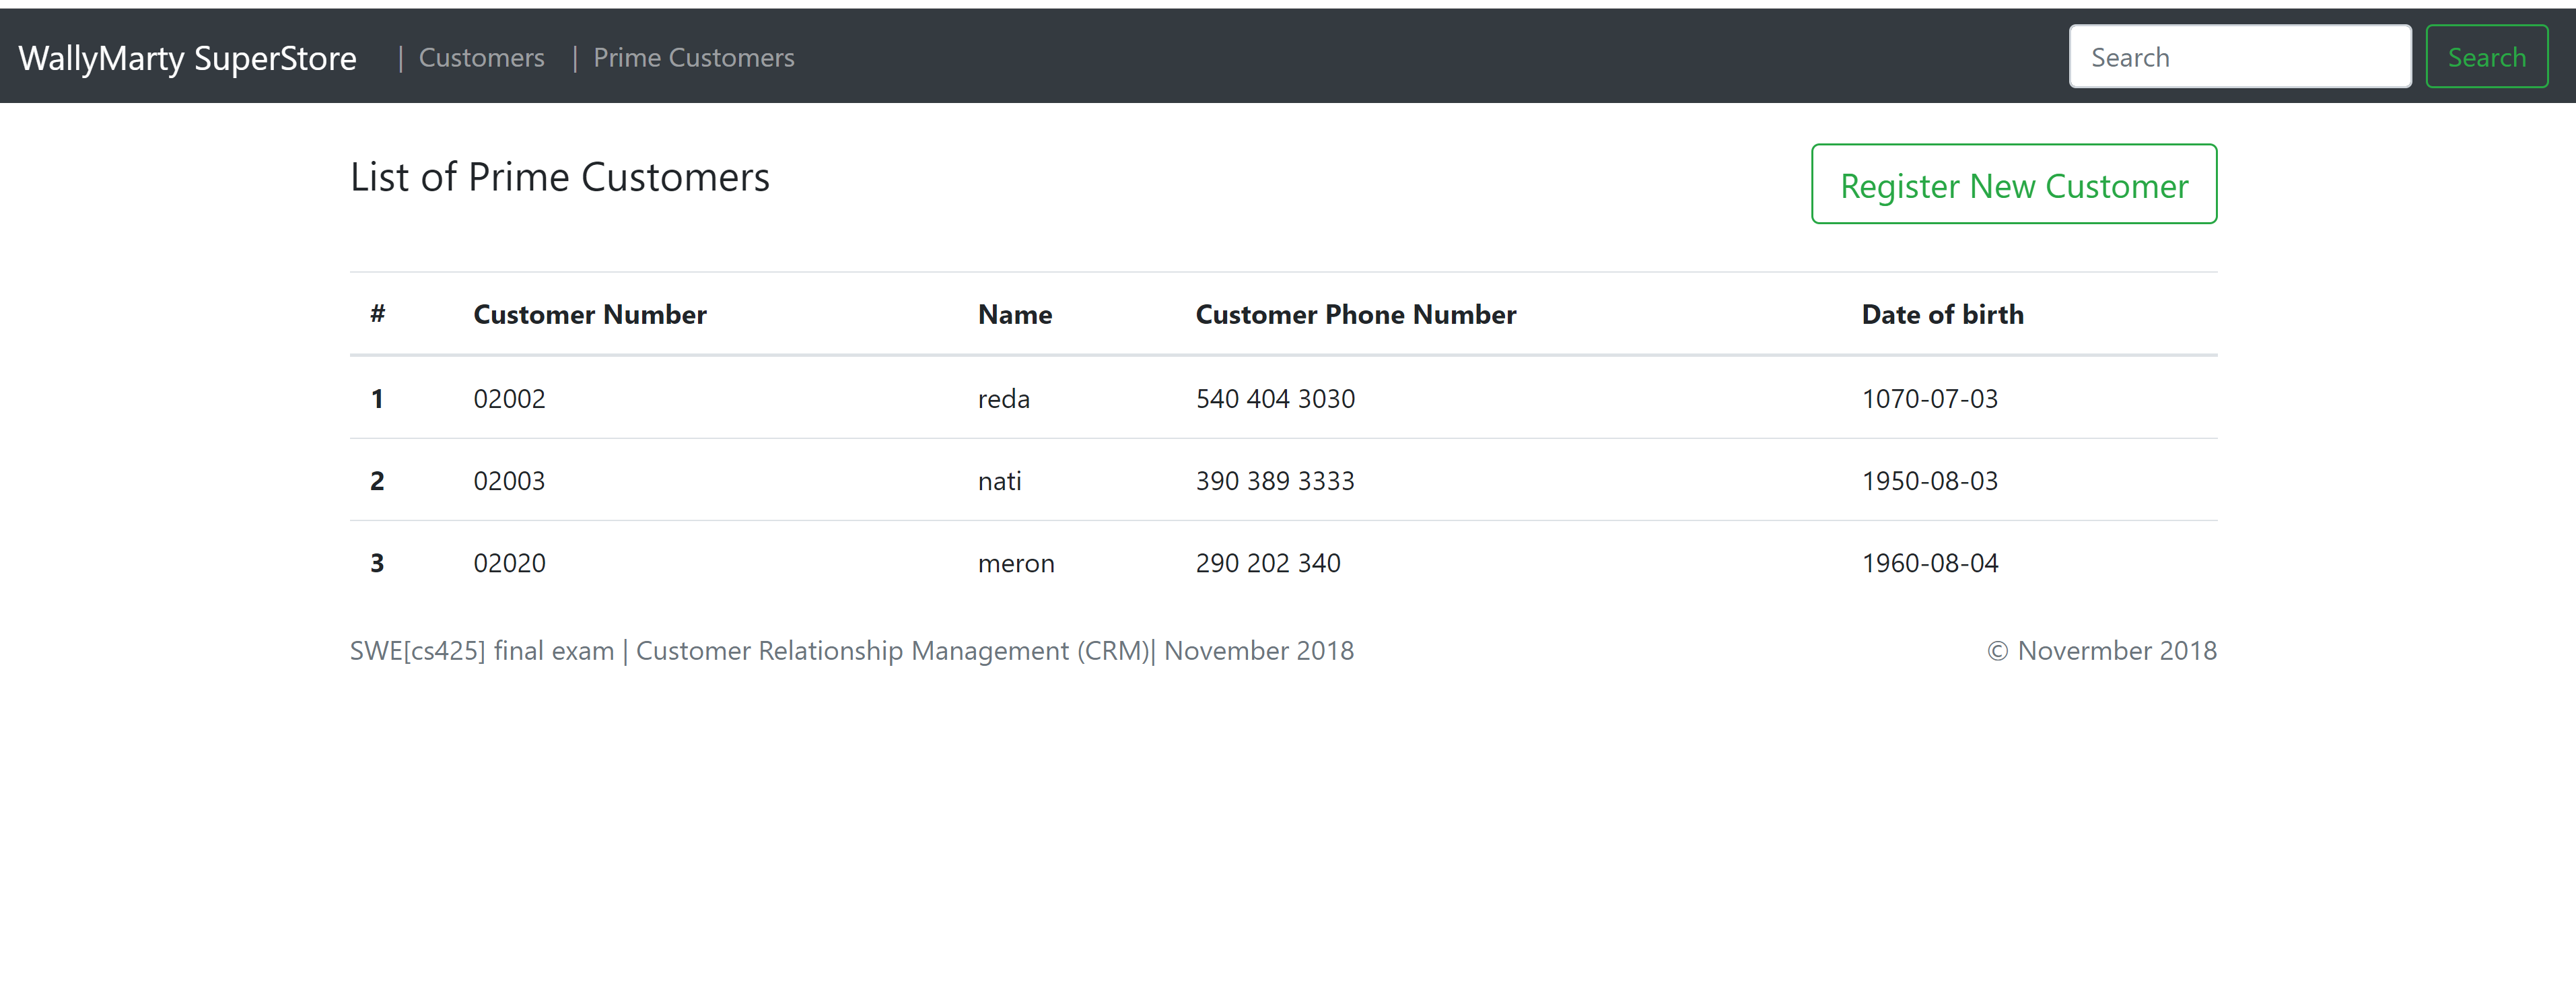 WallyMarty SuperStore | Customers | Prime Customers Search Search
List of Prime Customers Register New Customer
# Customer Number Name Customer Phone Number Date of birth
1 02002 reda 540 404 3030 1070-07-03
2 02003 nati 390 389 3333 1950-08-03
3 02020 meron 290 202 340 1960-08-04
SWE[cs425] final exam | Customer Relationship Management (CRM)| November 2018 © Novermber 2018